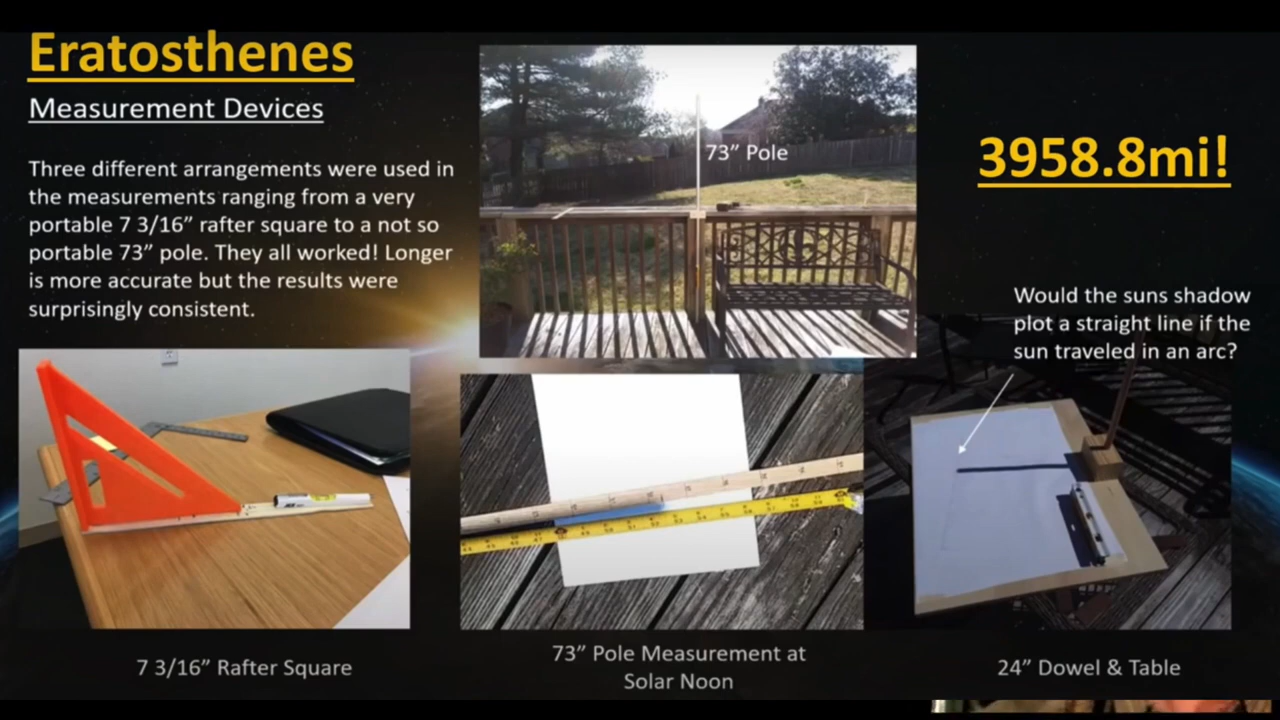 Eratosthenes
Measurement Devices
Three different arrangements were used in
the measurements ranging from a very
portable 7 3/16” rafter square to a not so
portable 73” pole. They all worked! Longer
is more accurate but the results were
surprisingly consistent.
73” Pole
3958.8mi!
Would the suns shadow
plot a straight line if the
sun traveled in an arc?
7 3/16” Rafter Square
73” Pole Measurement at
Solar Noon
24” Dowel & Table